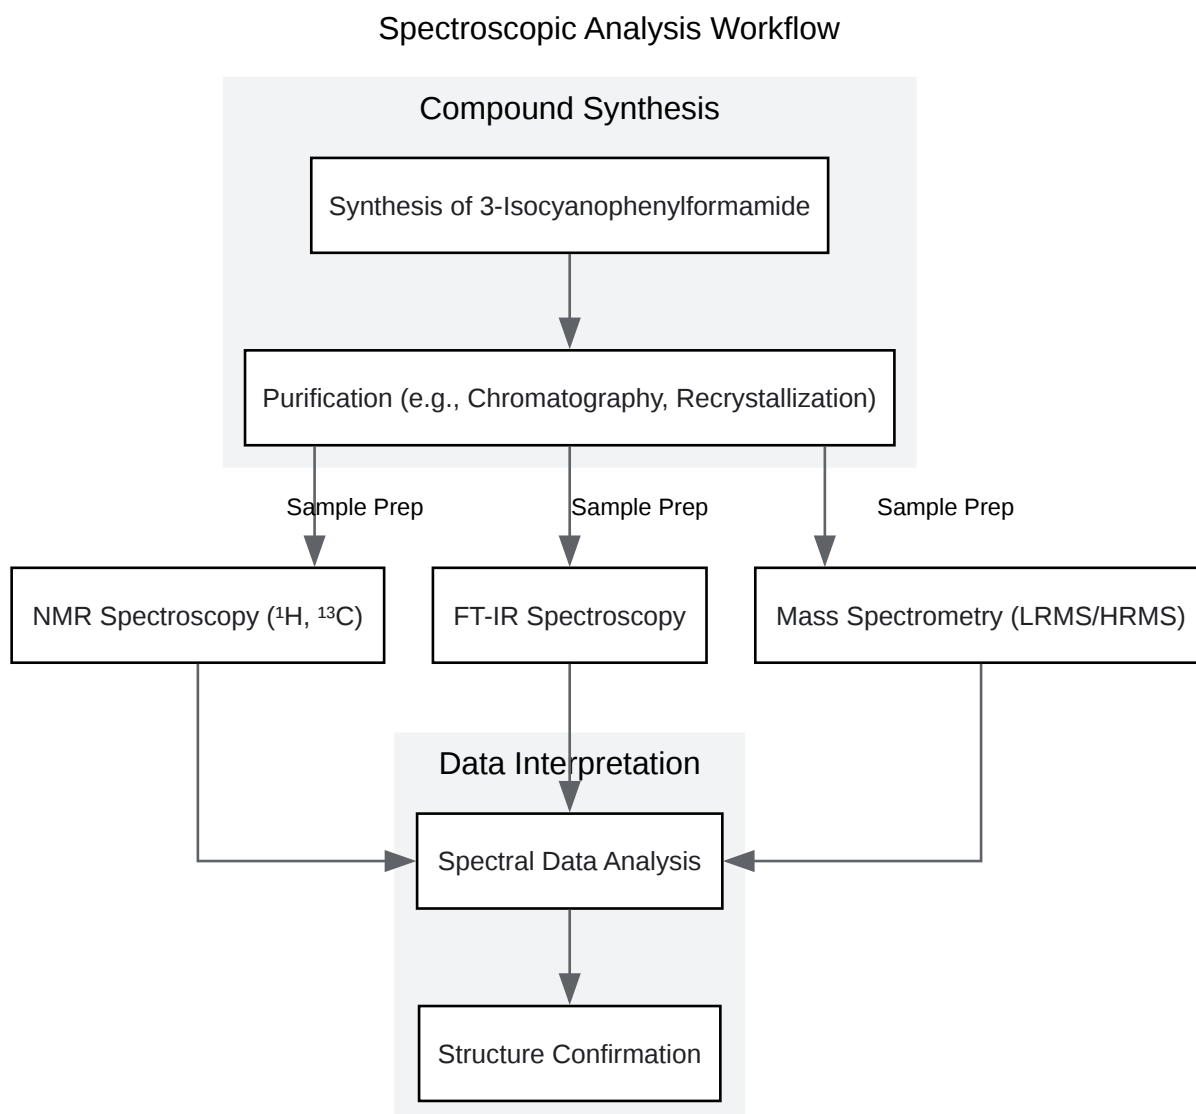 Spectroscopic Analysis Workflow
Compound Synthesis
Synthesis of 3-Isocyanophenylformamide
Purification (e.g., Chromatography, Recrystallization)
Sample Prep
Sample Prep
Sample Prep
NMR Spectroscopy (¹H, ¹³C)
FT-IR Spectroscopy
Mass Spectrometry (LRMS/HRMS)
Data Interpretation
Spectral Data Analysis
Structure Confirmation